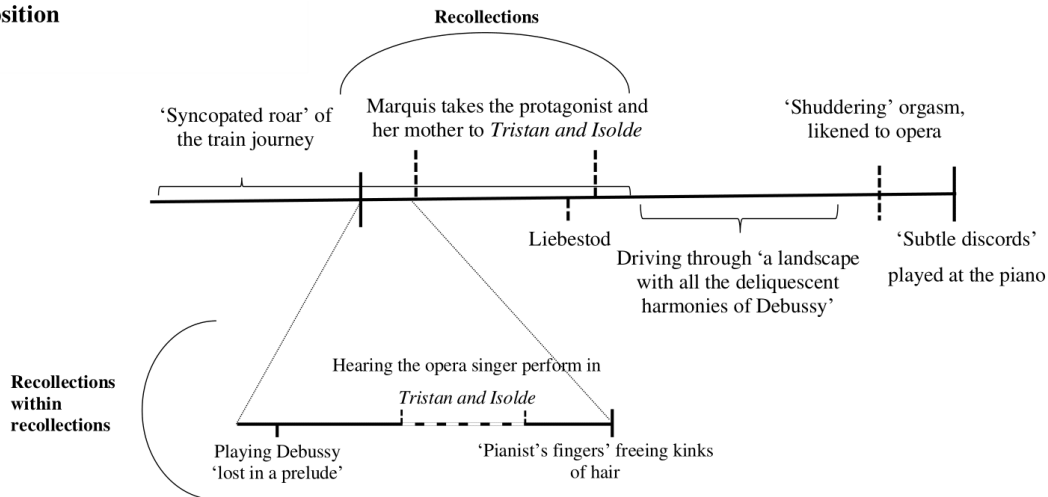 Recollections
‘Syncopated roar’ of
the train journey
Marquis takes the protagonist and
her mother to Tristan and Isolde
‘Shuddering’ orgasm,
likened to opera
Liebestod
Driving through ‘a landscape
with all the deliquescent
harmonies of Debussy’
‘Subtle discords’
played at the piano
Recollections
within
recollections
Hearing the opera singer perform in
Tristan and Isolde
Playing Debussy
‘lost in a prelude’
‘Pianist’s fingers’ freeing kinks
of hair